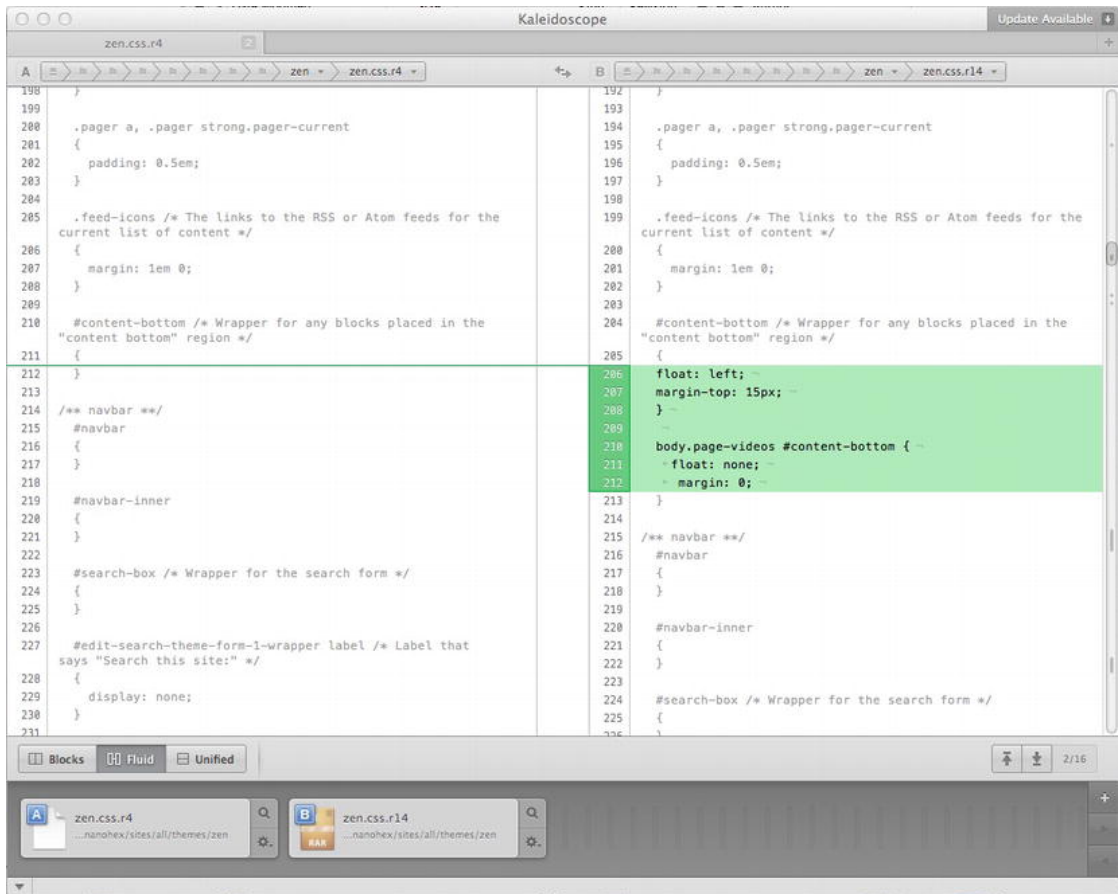 Kaleidoscope
Update Available
zen.css.r4
A zen zen.css.r4
B zen zen.css.r14
198 }
199
200 .pager a, .pager strong.pager-current
201 {
202 padding: 0.5em;
203 }
204
205 .feed-icons /* The links to the RSS or Atom feeds for the
current list of content */
206 {
207 margin: 1em 0;
208 }
209
210 #content-bottom /* Wrapper for any blocks placed in the
"content bottom" region */
211 {
212 }
213
214 /** navbar **/
215 #navbar
216 {
217 }
218
219 #navbar-inner
220 {
221 }
222
223 #search-box /* Wrapper for the search form */
224 {
225 }
226
227 #edit-search-theme-form-1-wrapper label /* Label that
says "Search this site:" */
228 {
229 display: none;
230 }
231
192 }
193
194 .pager a, .pager strong.pager-current
195 {
196 padding: 0.5em;
197 }
198
199 .feed-icons /* The links to the RSS or Atom feeds for the
current list of content */
200 {
201 margin: 1em 0;
202 }
203
204 #content-bottom /* Wrapper for any blocks placed in the
"content bottom" region */
205 {
206 float: left; ¬
207 margin-top: 15px; ¬
208 } ¬
209 ¬
210 body.page-videos #content-bottom { ¬
211 float: none; ¬
212 margin: 0; ¬
213 }
214
215 /** navbar **/
216 #navbar
217 {
218 }
219
220 #navbar-inner
221 {
222 }
223
224 #search-box /* Wrapper for the search form */
225 {
226 }
Blocks Fluid Unified
2/16
A zen.css.r4
...nanohex/sites/all/themes/zen
B zen.css.r14
...nanohex/sites/all/themes/zen
RAR